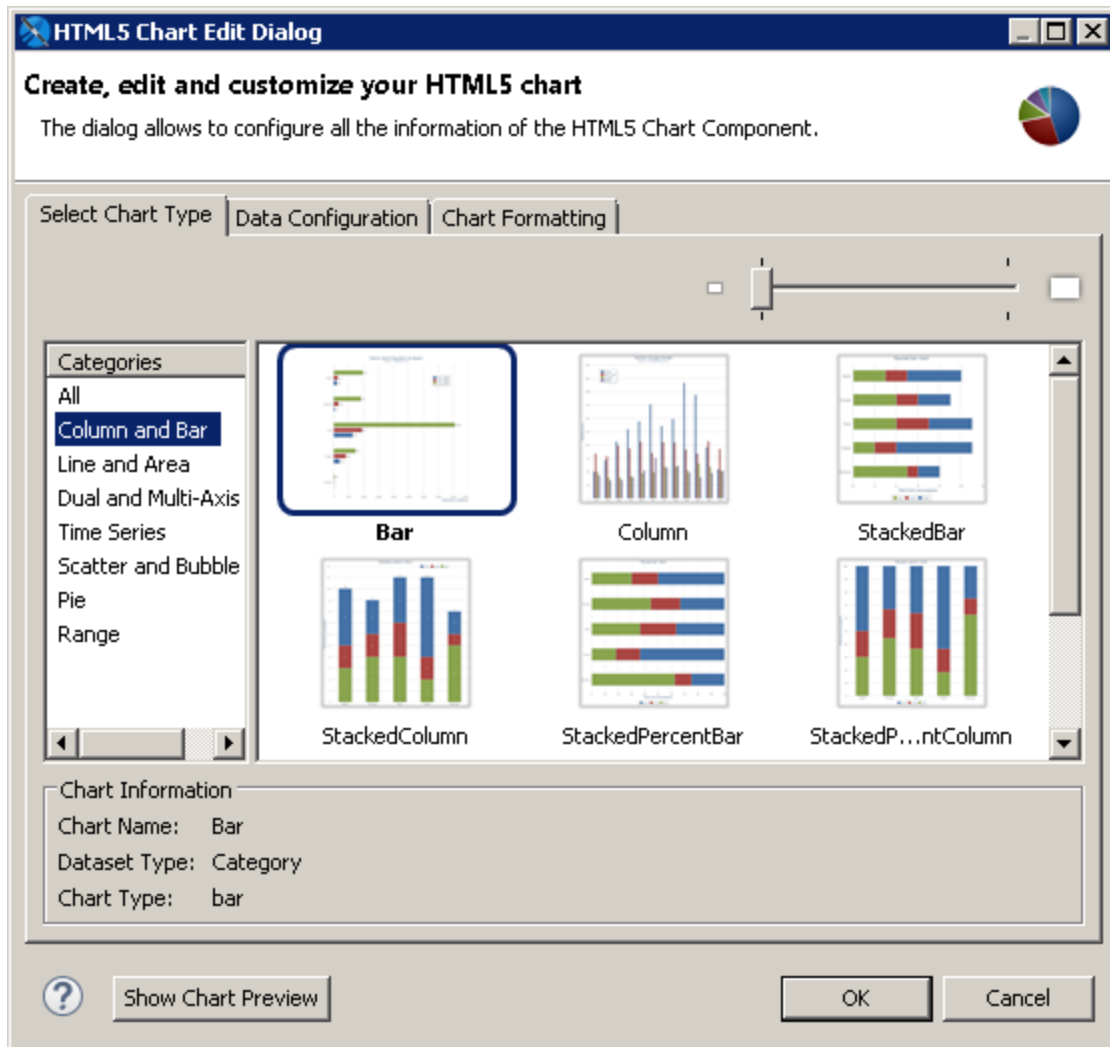 HTML5 Chart Edit Dialog
Create, edit and customize your HTML5 chart
The dialog allows to configure all the information of the HTML5 Chart Component.
Select Chart Type Data Configuration Chart Formatting
Categories
All
Column and Bar
Line and Area
Dual and Multi-Axis
Time Series
Scatter and Bubble
Pie
Range
Bar Column StackedBar
StackedColumn StackedPercentBar StackedP...ntColumn
Chart Information
Chart Name: Bar
Dataset Type: Category
Chart Type: bar
? Show Chart Preview OK Cancel